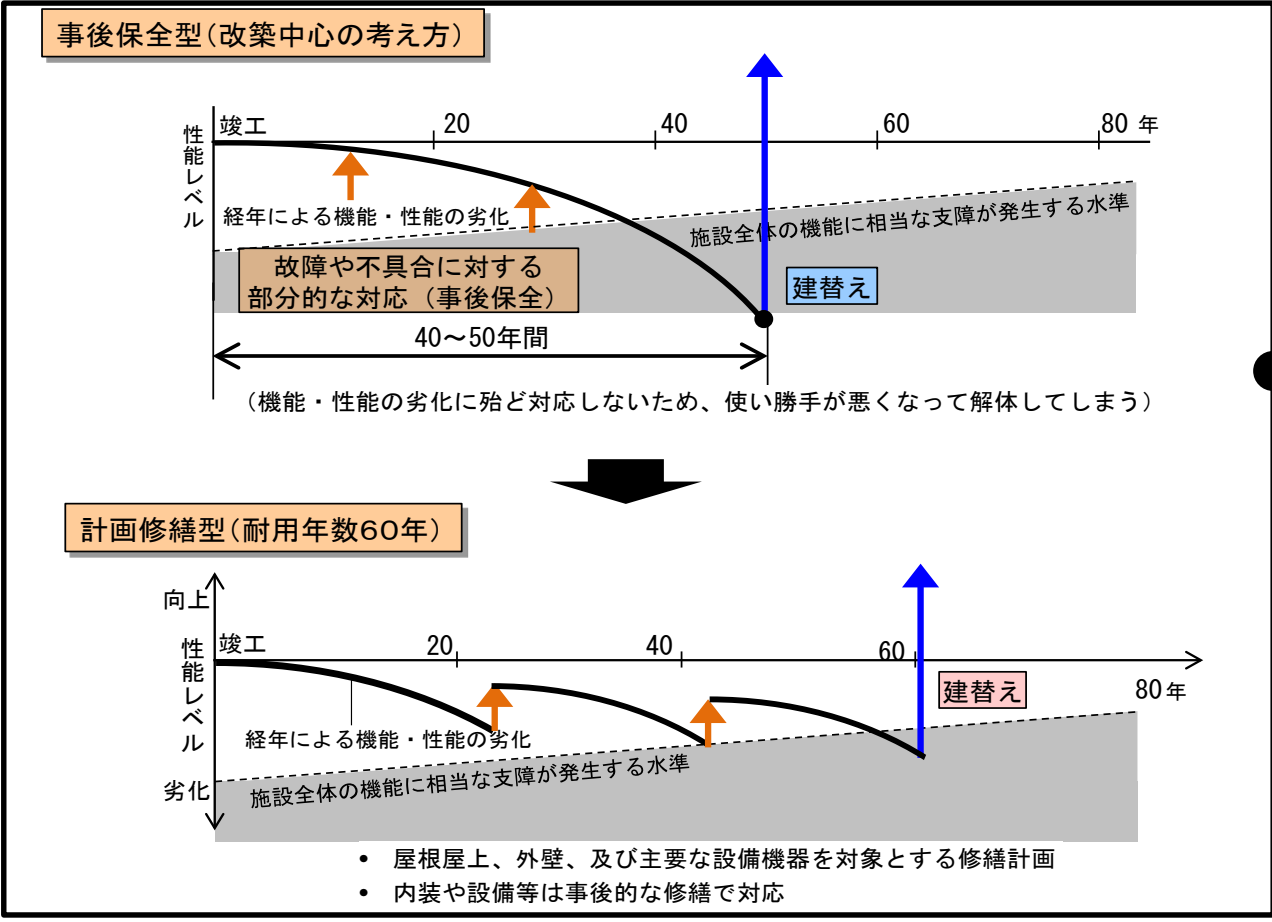 事後保全型(改築中心の考え方)
竣工
20
40
60
80 年
性能レベル
経年による機能・性能の劣化
施設全体の機能に相当な支障が発生する水準
故障や不具合に対する
部分的な対応（事後保全）
建替え
40～50年間
（機能・性能の劣化に殆ど対応しないため、使い勝手が悪くなって解体してしまう）
計画修繕型(耐用年数60年)
向上
竣工
20
40
60
80年
性能レベル
建替え
経年による機能・性能の劣化
施設全体の機能に相当な支障が発生する水準
劣化
• 屋根屋上、外壁、及び主要な設備機器を対象とする修繕計画
• 内装や設備等は事後的な修繕で対応